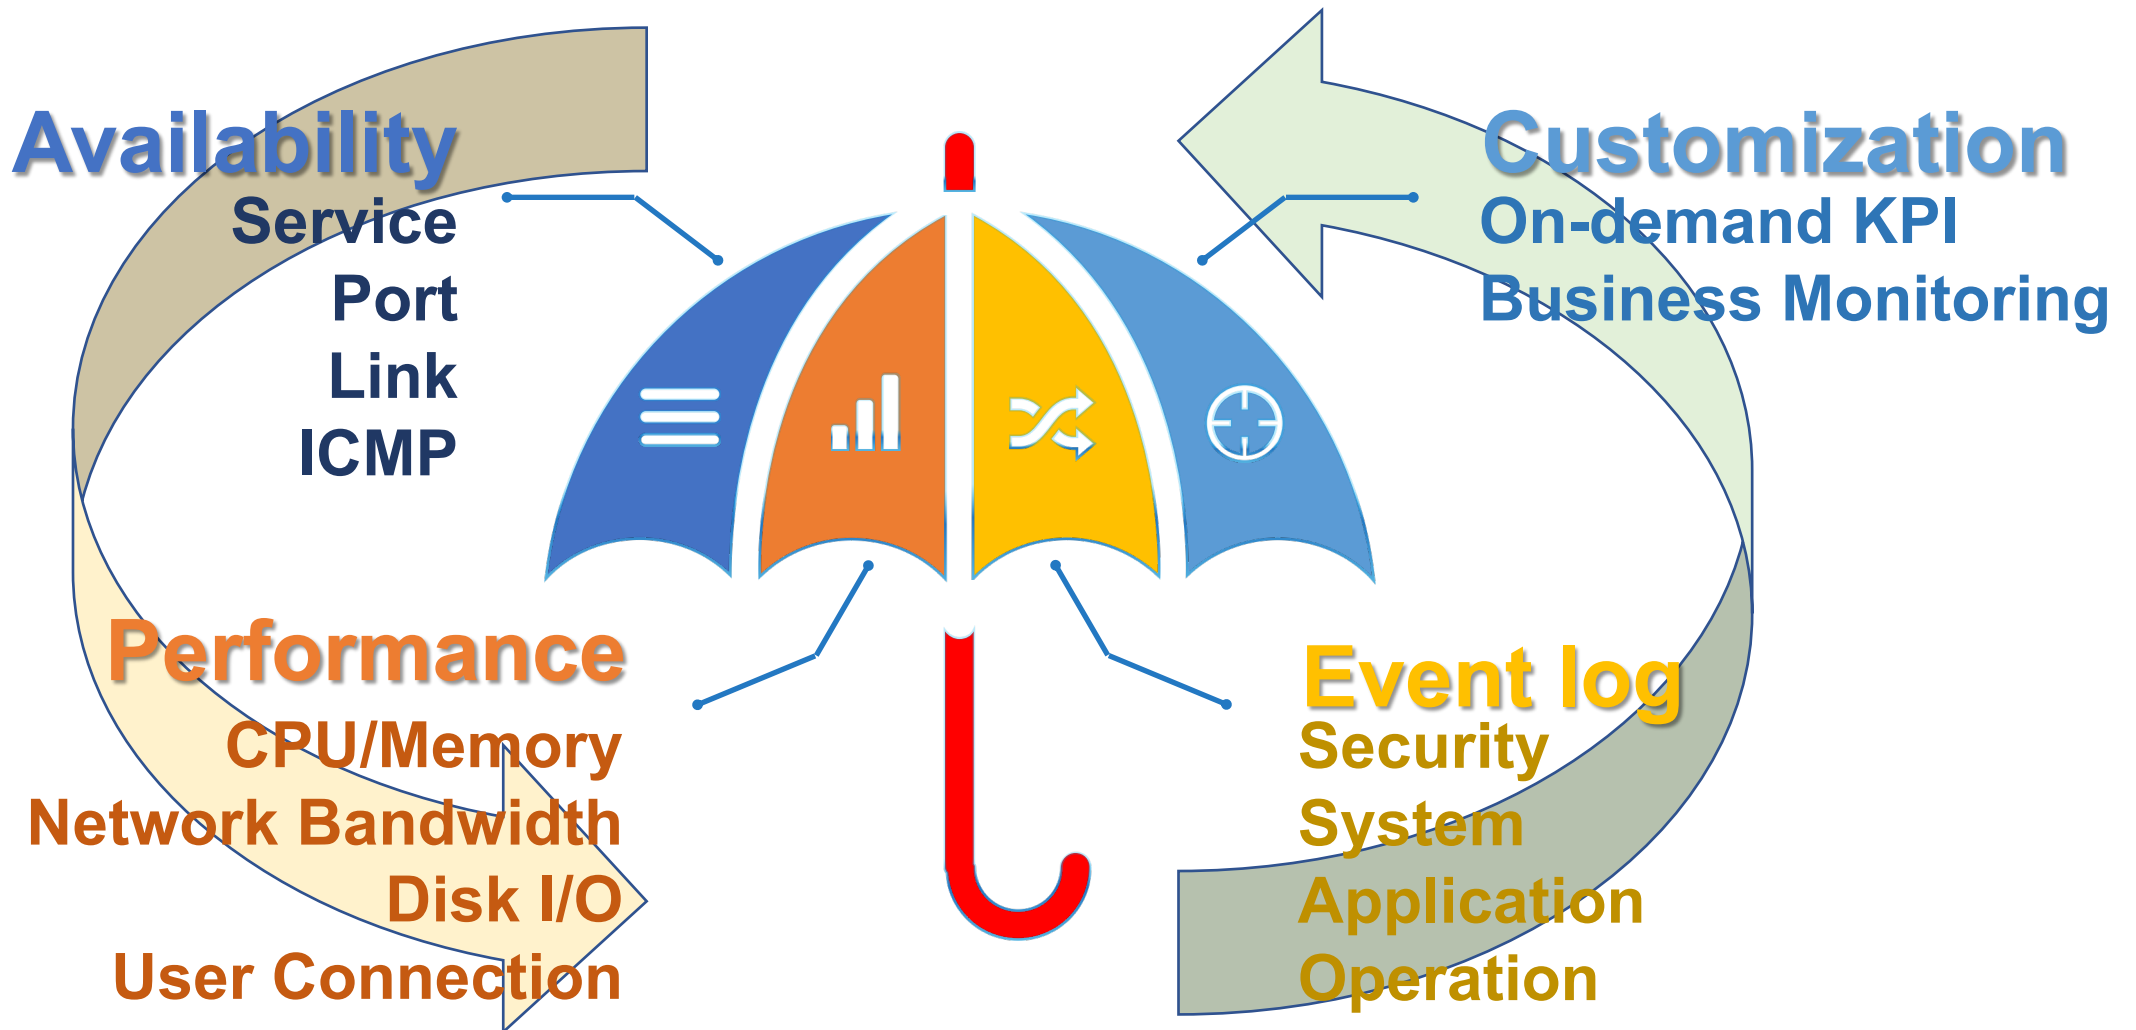 Availability
Service
Port
Link
ICMP
Customization
On-demand KPI
Business Monitoring
Performance
CPU/Memory
Network Bandwidth
Disk I/O
User Connection
Event log
Security
System
Application
Operation